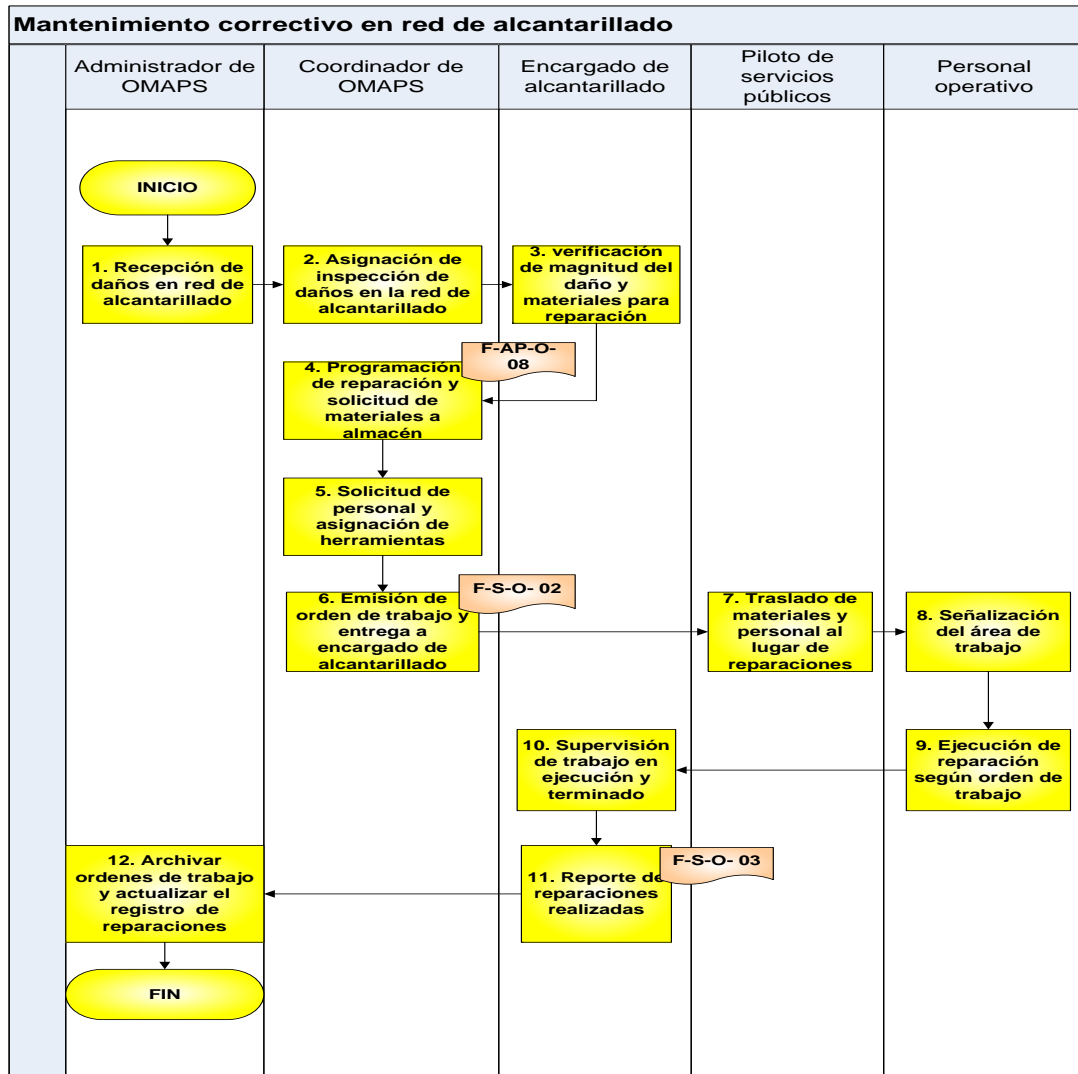 Mantenimiento correctivo en red de alcantarillado
Administrador de
OMAPS
Coordinador de
OMAPS
Encargado de
alcantarillado
Piloto de
servicios
públicos
Personal
operativo
INICIO
1. Recepción de
daños en red de
alcantarillado
2. Asignación de
inspección de
daños en la red de
alcantarillado
3. verificación
de magnitud del
daño y
materiales para
reparación
F-AP-O-
08
4. Programación
de reparación y
solicitud de
materiales a
almacén
5. Solicitud de
personal y
asignación de
herramientas
F-S-O- 02
6. Emisión de
orden de trabajo y
entrega a
encargado de
alcantarillado
7. Traslado de
materiales y
personal al
lugar de
reparaciones
8. Señalización
del área de
trabajo
9. Ejecución de
reparación
según orden de
trabajo
10. Supervisión
de trabajo en
ejecución y
terminado
F-S-O- 03
11. Reporte de
reparaciones
realizadas
12. Archivar
ordenes de trabajo
y actualizar el
registro de
reparaciones
FIN